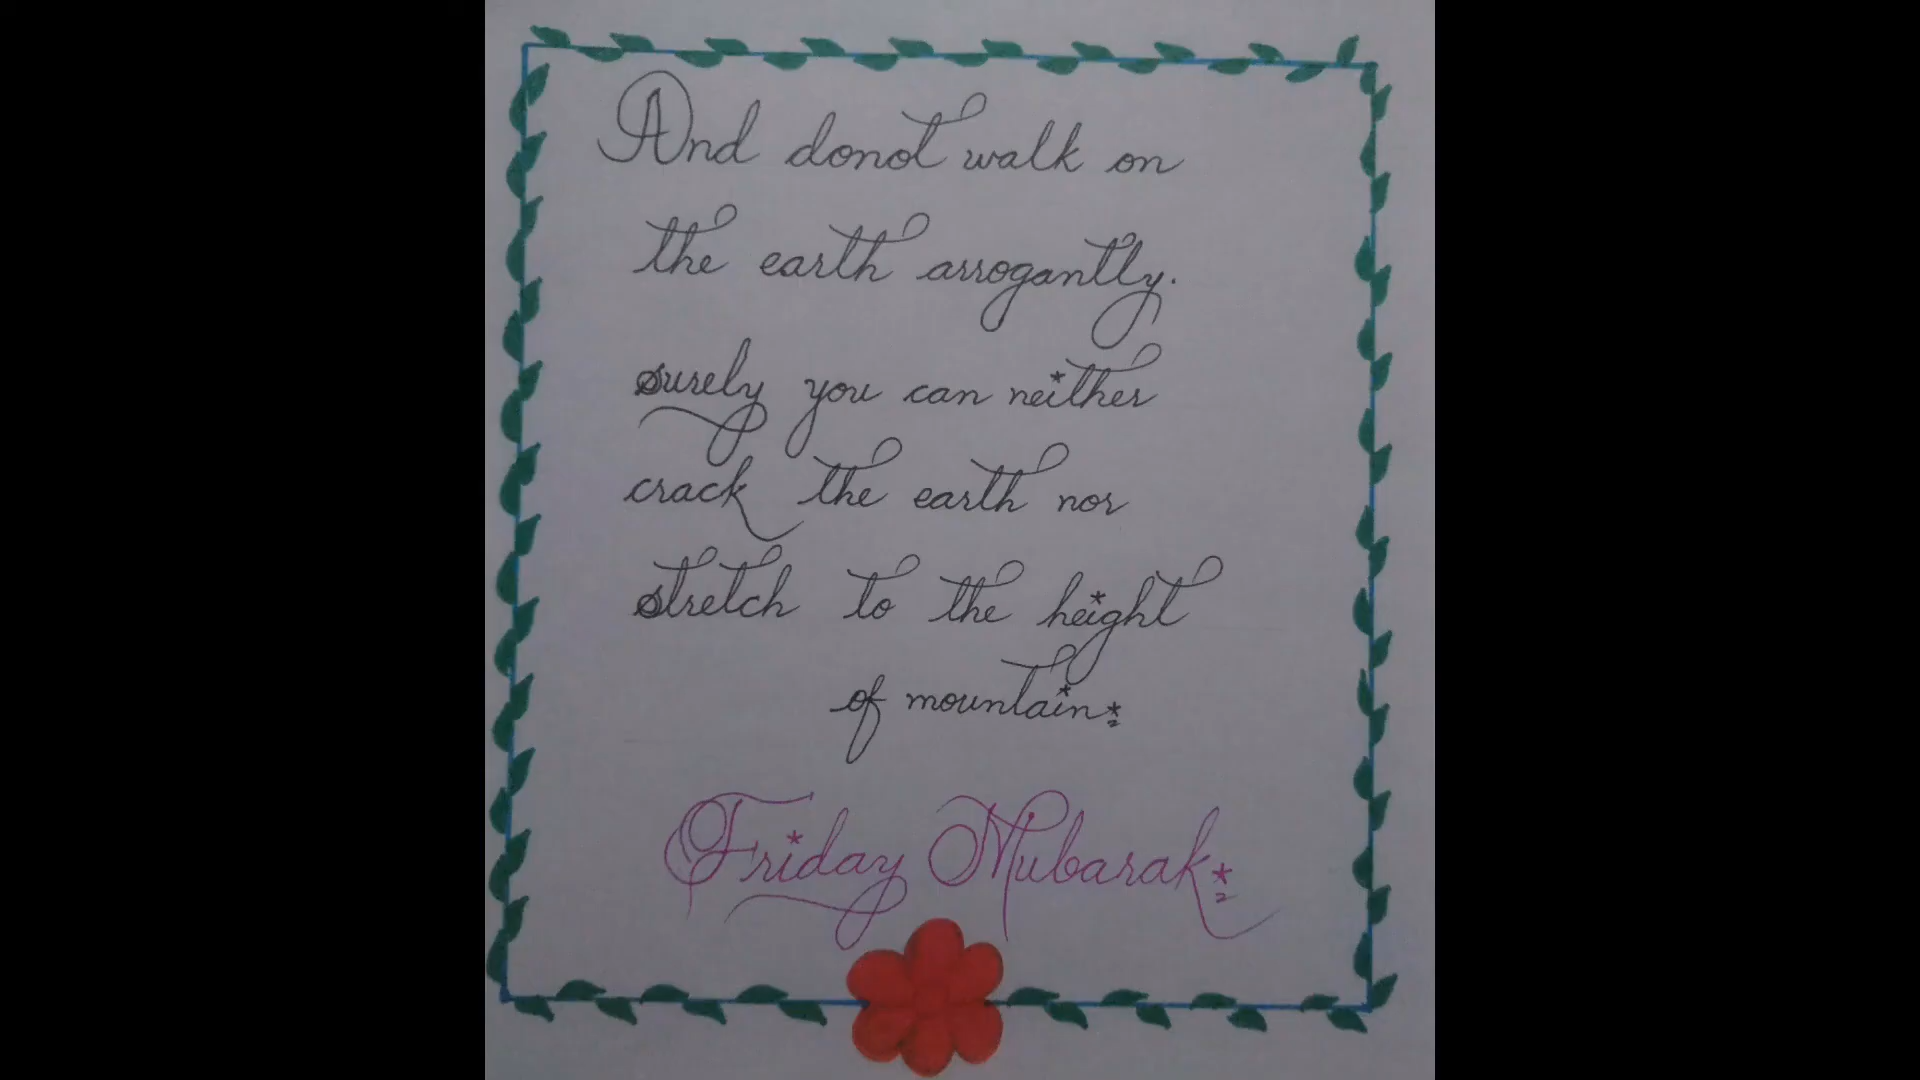 And donot walk on
the earth arrogantly.
surely you can neither
crack the earth nor
stretch to the height
of mountain.
Friday Mubarak.